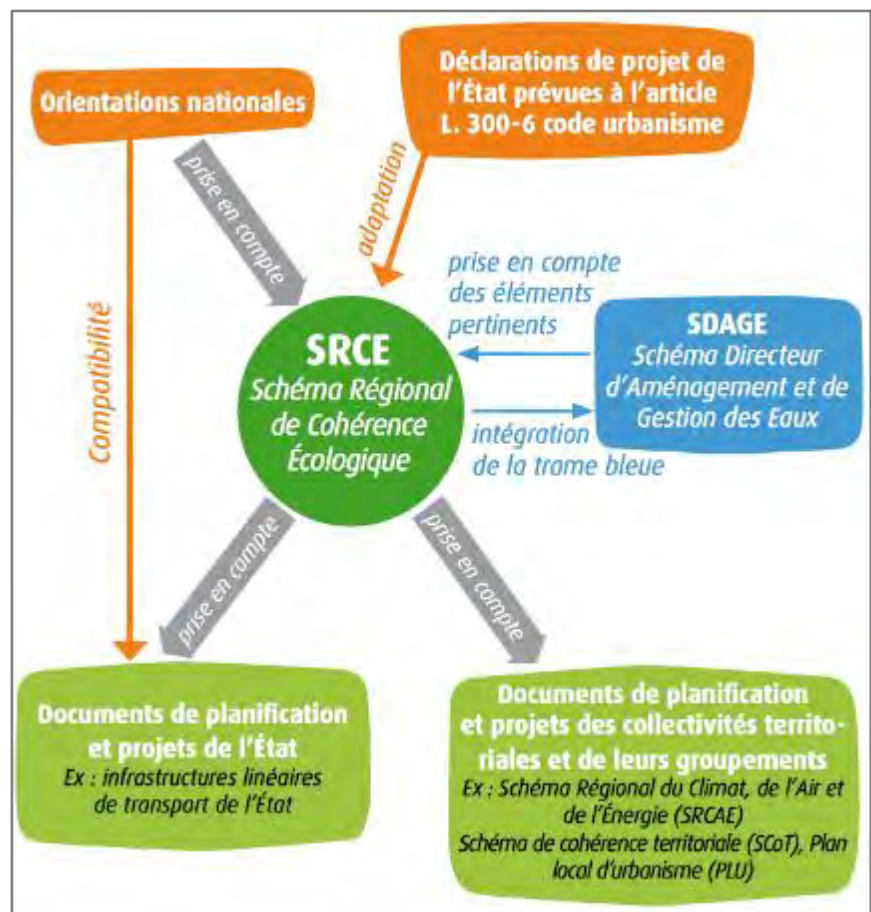 Orientations nationales
Déclarations de projet de
l'État prévues à l'article
L. 300-6 code urbanisme
prise en compte
adaptation
Compatibilité
prise en compte
des éléments
pertinents
SRCE
Schéma Régional
de Cohérence
Écologique
SDAGE
Schéma Directeur
d'Aménagement et de
Gestion des Eaux
intégration
de la trame bleue
prise en compte
prise en compte
Documents de planification
et projets de l'État
Ex : infrastructures linéaires
de transport de l'État
Documents de planification
et projets des collectivités territo-
riales et de leurs groupements
Ex : Schéma Régional du Climat, de l'Air et
de l'Énergie (SRCAE)
Schéma de cohérence territoriale (SCoT), Plan
local d'urbanisme (PLU)